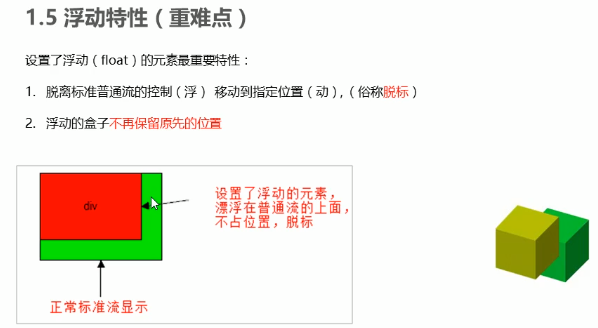 1.5 浮动特性（重难点）
设置了浮动（float）的元素最重要特性：
1. 脱离标准普通流的控制（浮） 移动到指定位置（动），（俗称脱标）
2. 浮动的盒子不再保留原先的位置
div
设置了浮动的元素，
漂浮在普通流的上面，
不占位置，脱标
正常标准流显示